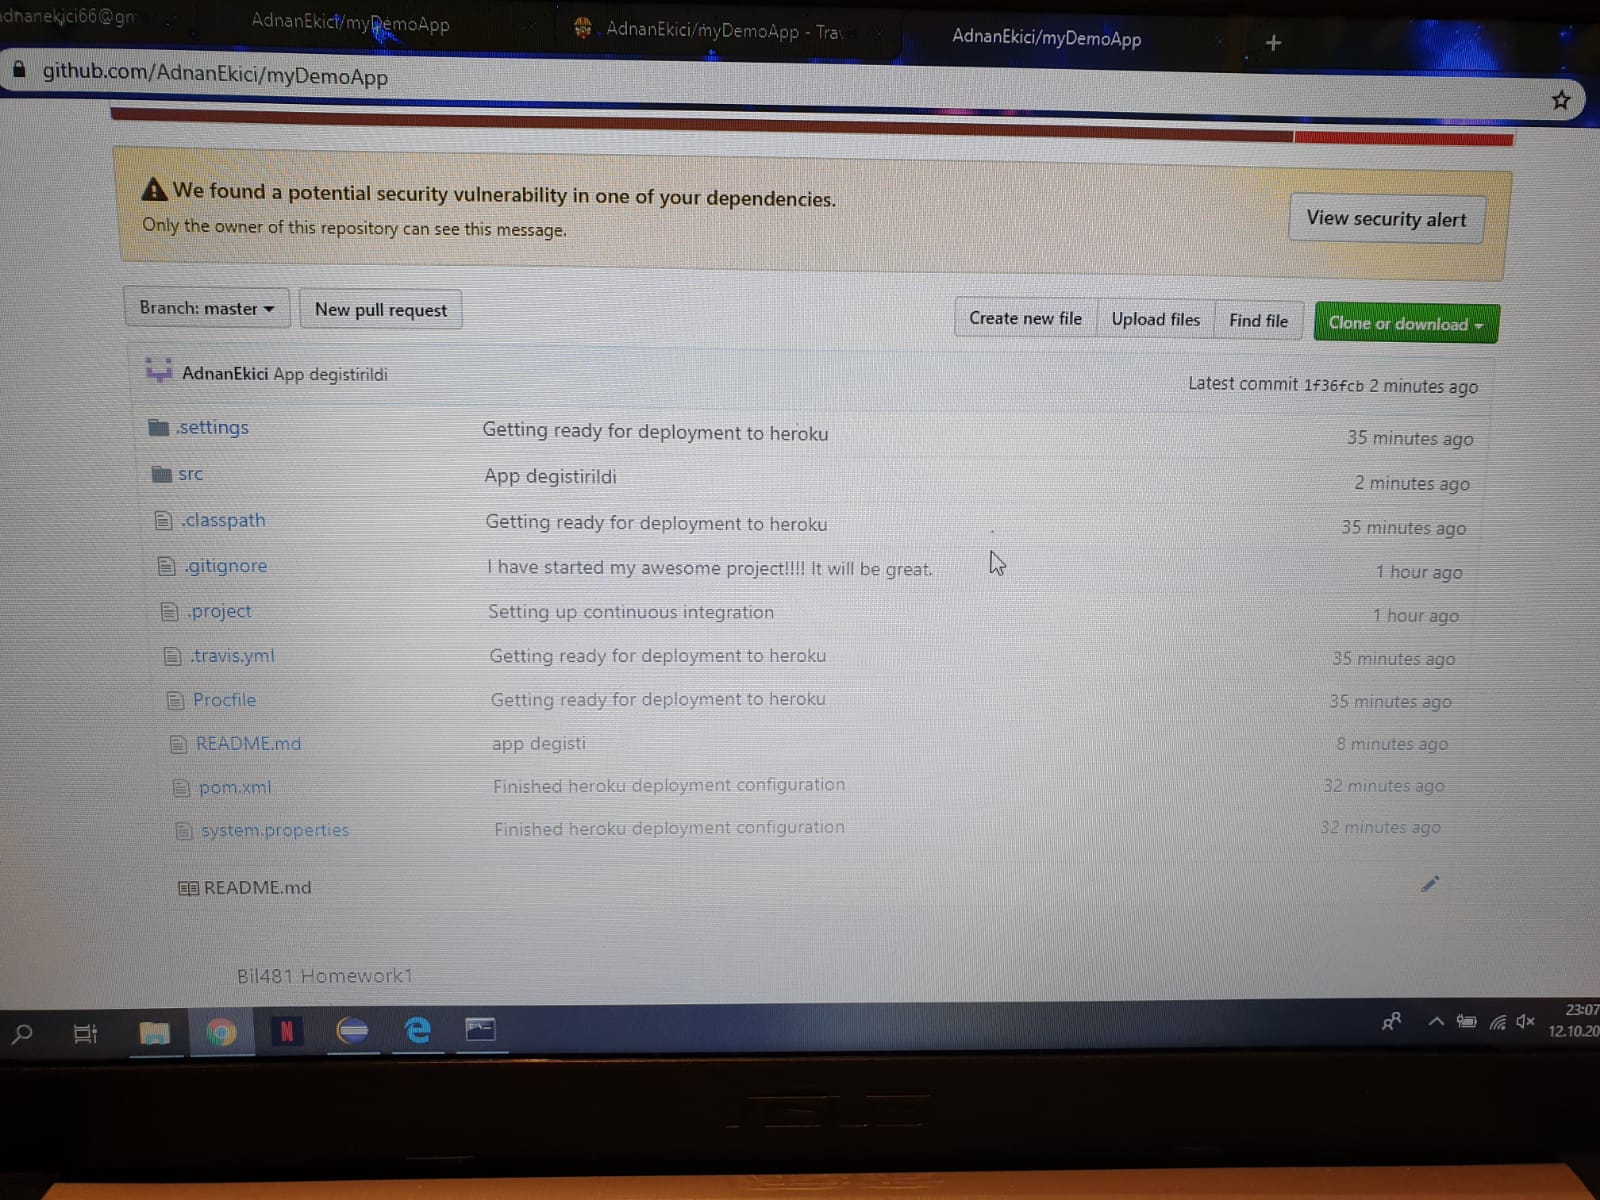 AdnanEkici/myDemoApp
AdnanEkici/myDemoApp - Trav
AdnanEkici/myDemoApp
github.com/AdnanEkici/myDemoApp
We found a potential security vulnerability in one of your dependencies.
Only the owner of this repository can see this message.
View security alert
Branch: master
New pull request
Create new file
Upload files
Find file
Clone or download
AdnanEkici App degistirildi
Latest commit 1f36fcb 2 minutes ago
.settings Getting ready for deployment to heroku 35 minutes ago
src App degistirildi 2 minutes ago
.classpath Getting ready for deployment to heroku 35 minutes ago
.gitignore I have started my awesome project!!!! It will be great. 1 hour ago
.project Setting up continuous integration 1 hour ago
.travis.yml Getting ready for deployment to heroku 35 minutes ago
Procfile Getting ready for deployment to heroku 35 minutes ago
README.md app degisti 8 minutes ago
pom.xml Finished heroku deployment configuration 32 minutes ago
system.properties Finished heroku deployment configuration 32 minutes ago
README.md
Bil481 Homework1
N
23:07
12.10.20
ASUS